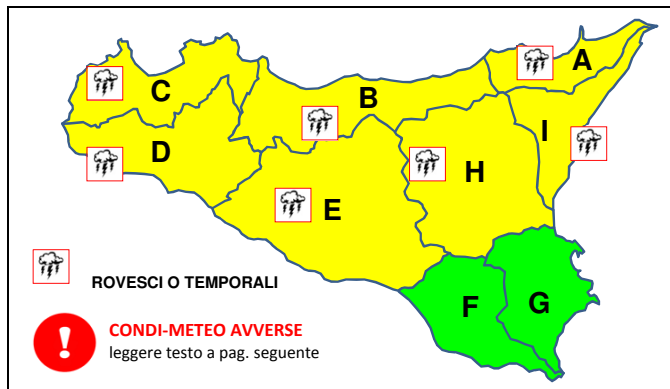 A
C
B
I
D
H
E
F
G
ROVESCI O TEMPORALI
CONDI-METEO AVVERSE
leggere testo a pag. seguente